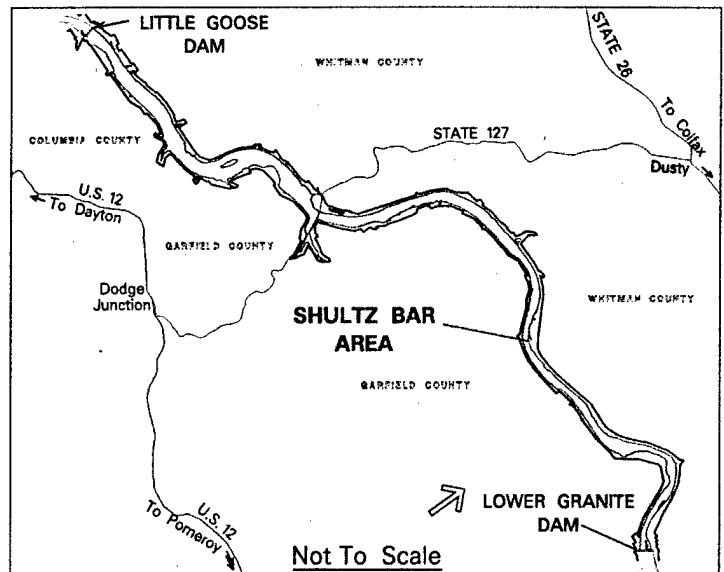 LITTLE GOOSE
DAM
WHITMAN COUNTY
STATE 26
To Colfax
COLUMBIA COUNTY
STATE 127
Dusty
U.S. 12
To Dayton
GARFIELD COUNTY
Dodge
Junction
SHULTZ BAR
AREA
WHITMAN COUNTY
GARFIELD COUNTY
LOWER GRANITE
DAM
U.S. 12
To Pomeroy
Not To Scale